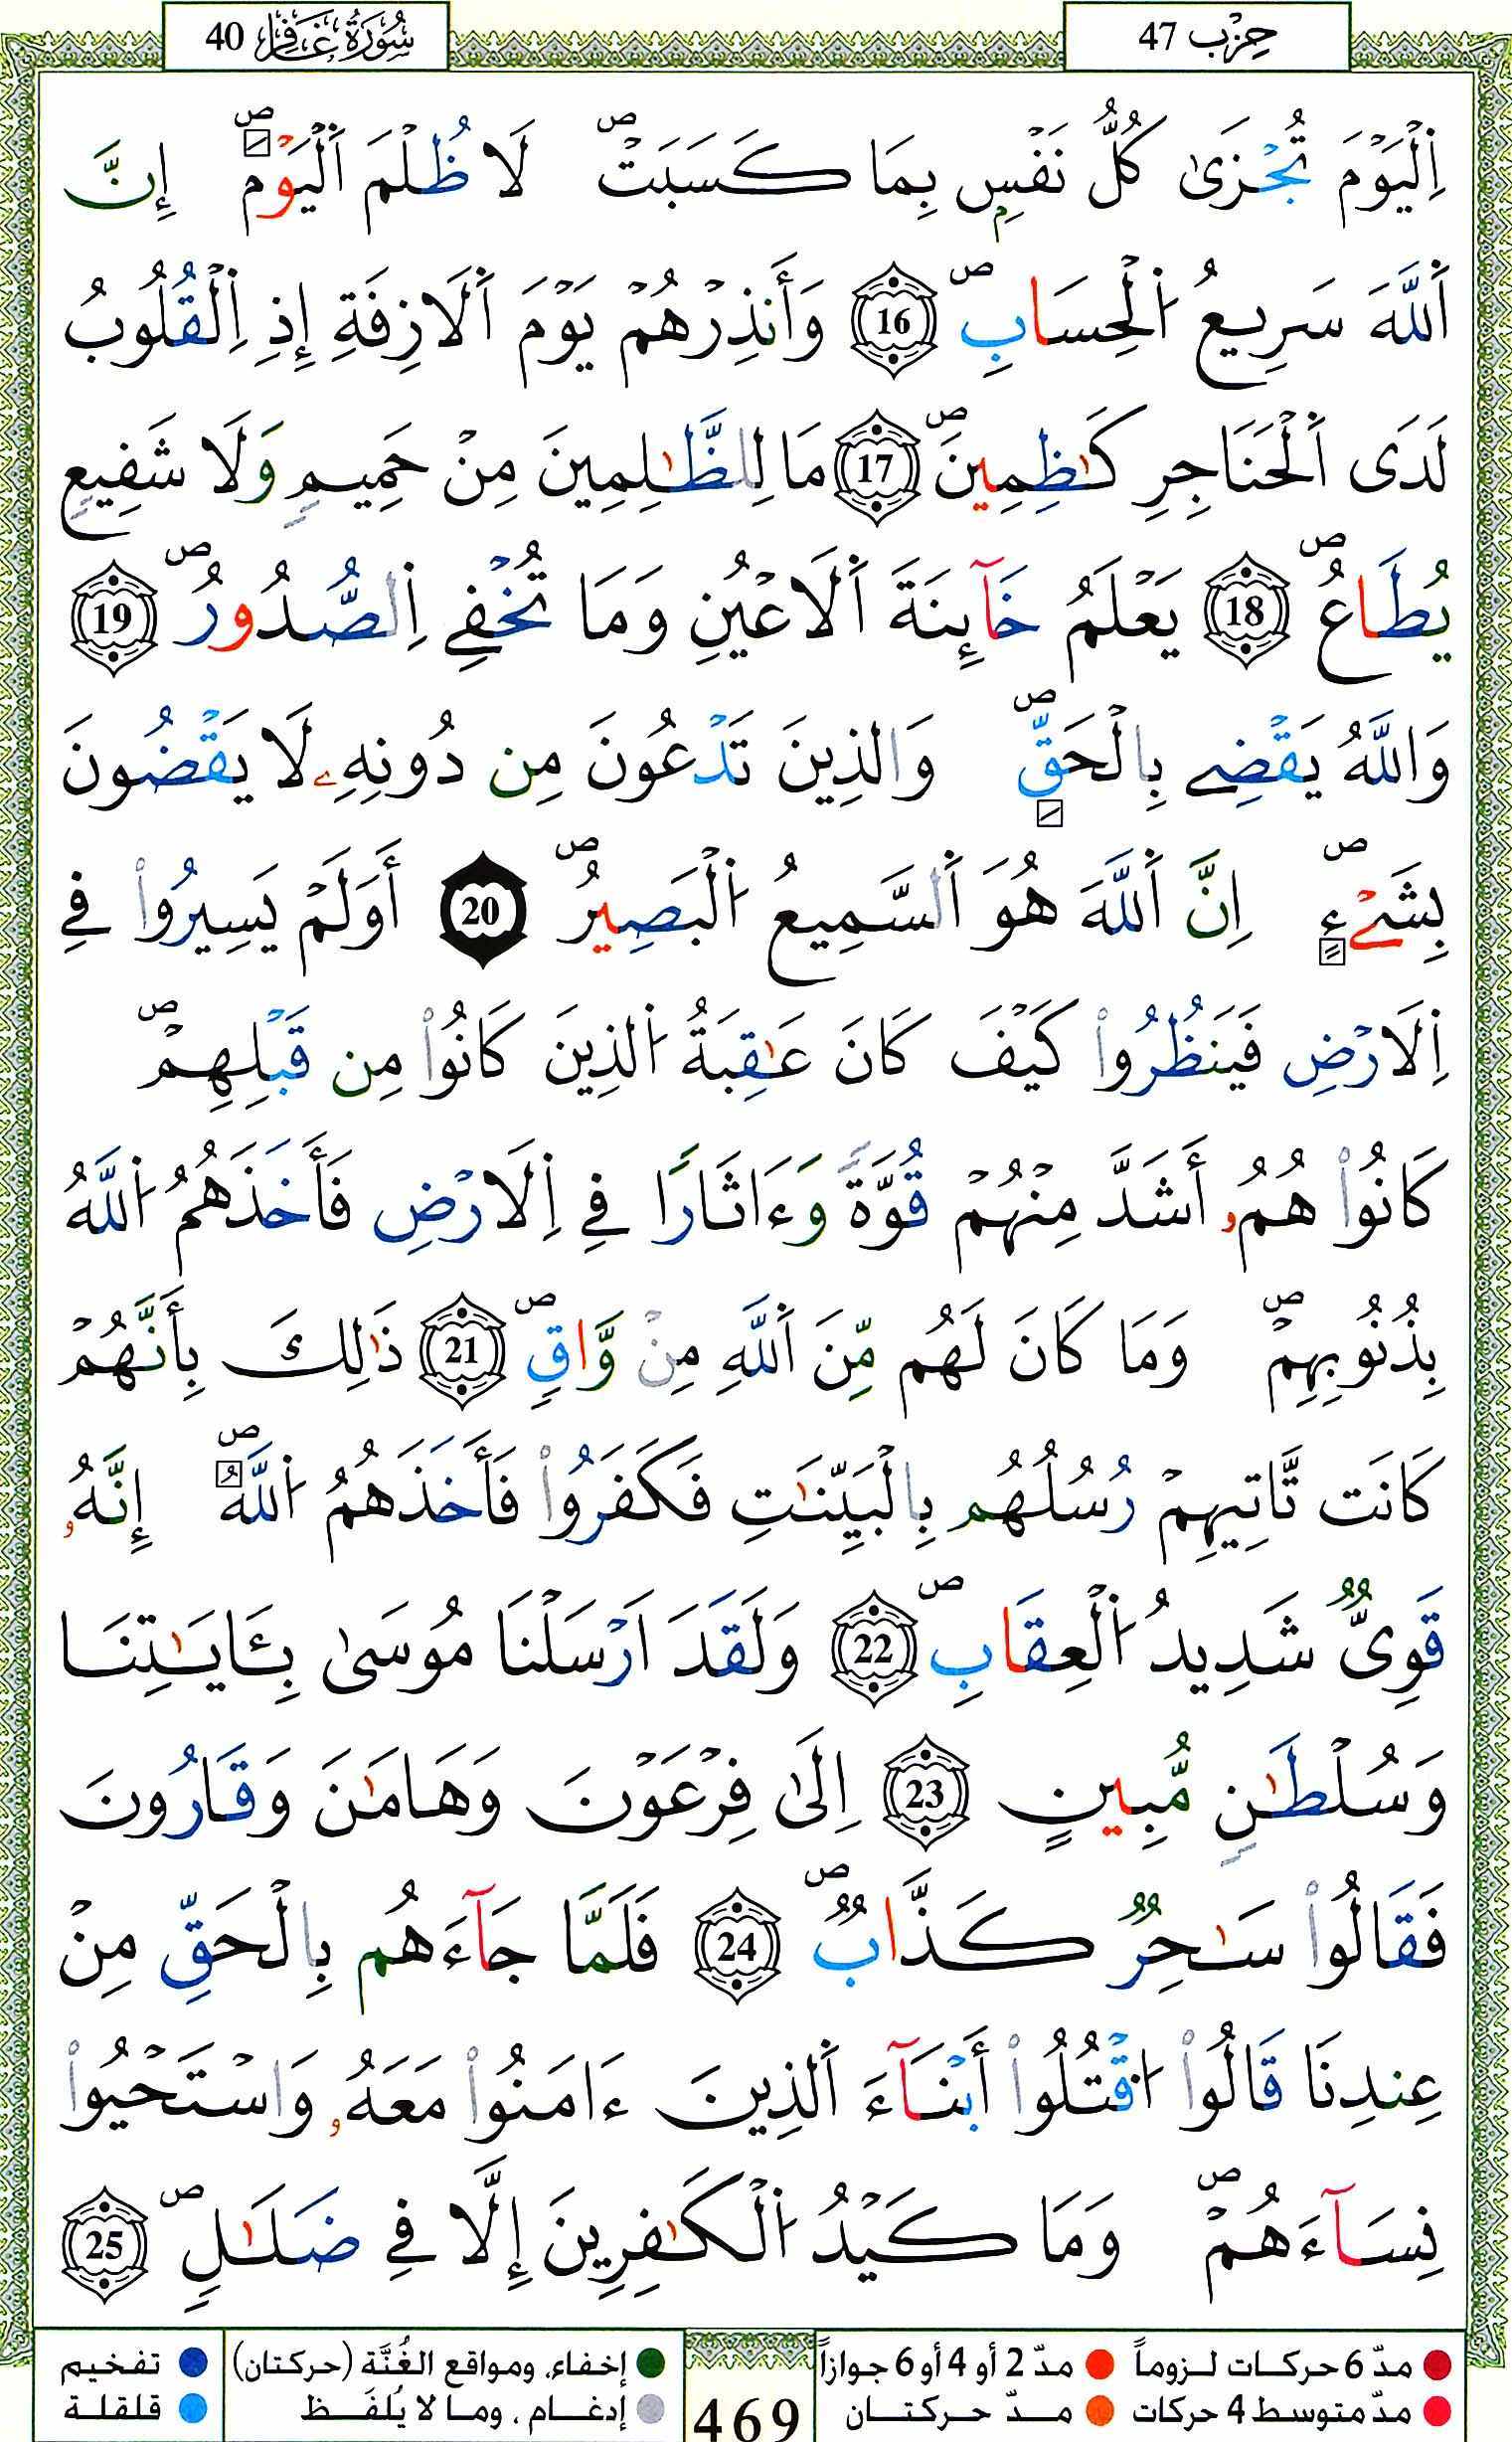 سُورَةُ غَافِرٍ 40
حِزْب 47
اِ۬لْيَوْمَ تُجْز۪ىٰ كُلُّ نَفْسِۢ بِمَا كَسَبَتْۖ لَا ظُلْمَ اَ۬لْيَوْمَۖ إِنَّ
اَ۬للَّهَ سَرِيعُ اُ۬لْحِسَابِۖ 16 وَأَنذِرْهُمْ يَوْمَ اَ۬لَازِفَةِ إِذِ اِ۬لْقُلُوبُ
لَدَى اَ۬لْحَنَاجِرِ كَٰظِمِينَۖ 17 مَا لِلظَّٰلِمِينَ مِنْ حَمِيمٖ وَلَا شَفِيعٖ
يُطَاعُۖ 18 يَعْلَمُ خَآئِنَةَ اَ۬لَاعْيُنِ وَمَا تُخْفِے اِ۬لصُّدُورُۖ 19
وَاللَّهُ يَقْضِے بِالْحَقِّۖ وَالذِينَ تَدْعُونَ مِن دُونِهِۦ لَا يَقْضُونَ
بِشَےْءٍۖ اِنَّ اَ۬للَّهَ هُوَ اَ۬لسَّمِيعُ اُ۬لْبَصِيرُۖ 20 أَوَلَمْ يَسِيرُواْ فِے
اِ۬لَارْضِ فَيَنظُرُواْ كَيْفَ كَانَ عَٰقِبَةُ اُ۬لذِينَ كَانُواْ مِن قَبْلِهِمْۖ
كَانُواْ هُمُۥ أَشَدَّ مِنْهُمْ قُوَّةٗ وَءَاثَارٗا فِے اِ۬لَارْضِ فَأَخَذَهُمُ اُ۬للَّهُ
بِذُنُوبِهِمْۖ وَمَا كَانَ لَهُم مِّنَ اَ۬للَّهِ مِنْ وَّاقٍۖ 21 ذَٰلِكَ بِأَنَّهُمْ
كَانَت تَّاتِيهِمْ رُسُلُهُم بِالْبَيِّنَٰتِ فَكَفَرُواْ فَأَخَذَهُمُ اُ۬للَّهُۖ إِنَّهُۥ
قَوِيّٞ شَدِيدُ اُ۬لْعِقَابِۖ 22 وَلَقَدَ اَرْسَلْنَا مُوسَىٰ بِـَٔايَٰتِنَا
وَسُلْطَٰنٖ مُّبِينٍ 23 اِلَىٰ فِرْعَوْنَ وَهَامَٰنَ وَقَارُونَ
فَقَالُواْ سَٰحِرٞ كَذَّابٞۖ 24 فَلَمَّا جَآءَهُم بِالْحَقِّ مِنْ
عِندِنَا قَالُواْ اُ۟قْتُلُواْ أَبْنَآءَ اَ۬لذِينَ ءَامَنُواْ مَعَهُۥ وَاسْتَحْيُواْ
نِسَآءَهُمْۖ وَمَا كَيْدُ اُ۬لْكَٰفِرِينَ إِلَّا فِے ضَلَٰلٍۖ 25
مدّ 6 حركات لـزوماً مدّ 2 أو 4 أو 6 جوازاً إخفاء، ومواقع الغُنَّة (حركتان) تفخيم
مدّ متوسط 4 حركات مدّ حركتان 469 إدغام ، وما لا يُلفَظ قلقلة